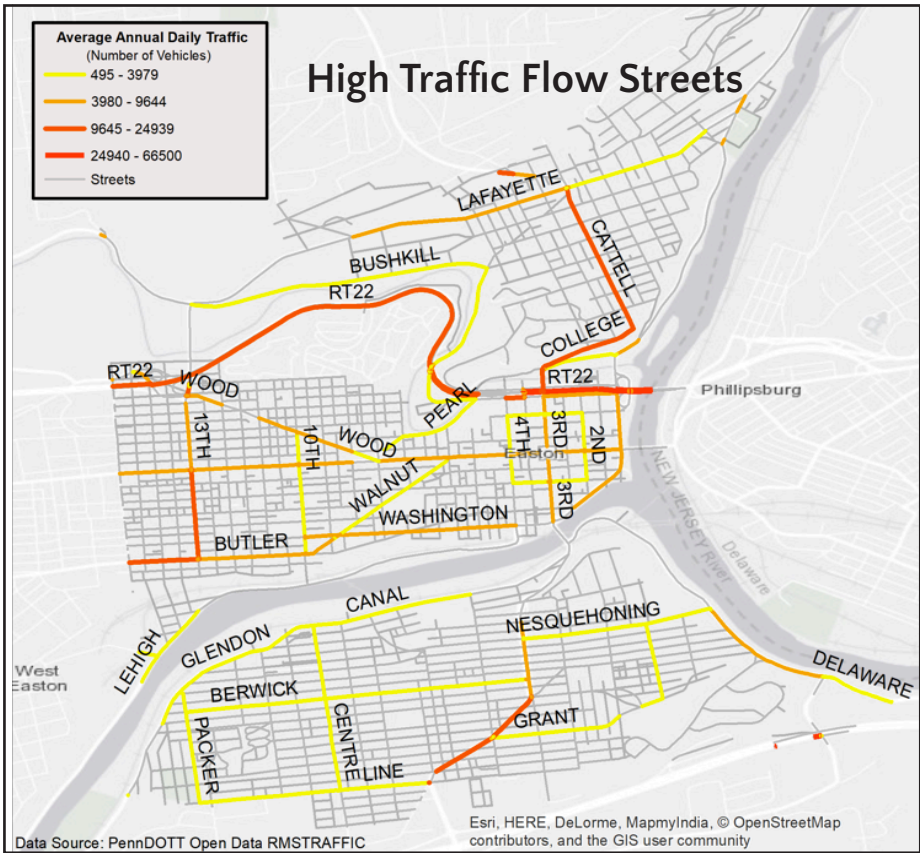 Average Annual Daily Traffic
(Number of Vehicles)
495 - 3979
3980 - 9644
9645 - 24939
24940 - 66500
Streets
High Traffic Flow Streets
LAFAYETTE
CATTELL
BUSHKILL
RT22
COLLEGE
RT22
RT22
WOOD
Phillipsburg
PEARL
13TH
10TH
WOOD
4TH
3RD
2ND
Easton
WALNUT
3RD
WASHINGTON
BUTLER
NEW JERSEY
River
Delaware
CANAL
NESQUEHONING
GLENDON
LEHIGH
West
Easton
BERWICK
DELAWARE
PACKER
CENTRE
GRANT
LINE
Esri, HERE, DeLorme, MapmyIndia, © OpenStreetMap
contributors, and the GIS user community
Data Source: PennDOTT Open Data RMSTRAFFIC